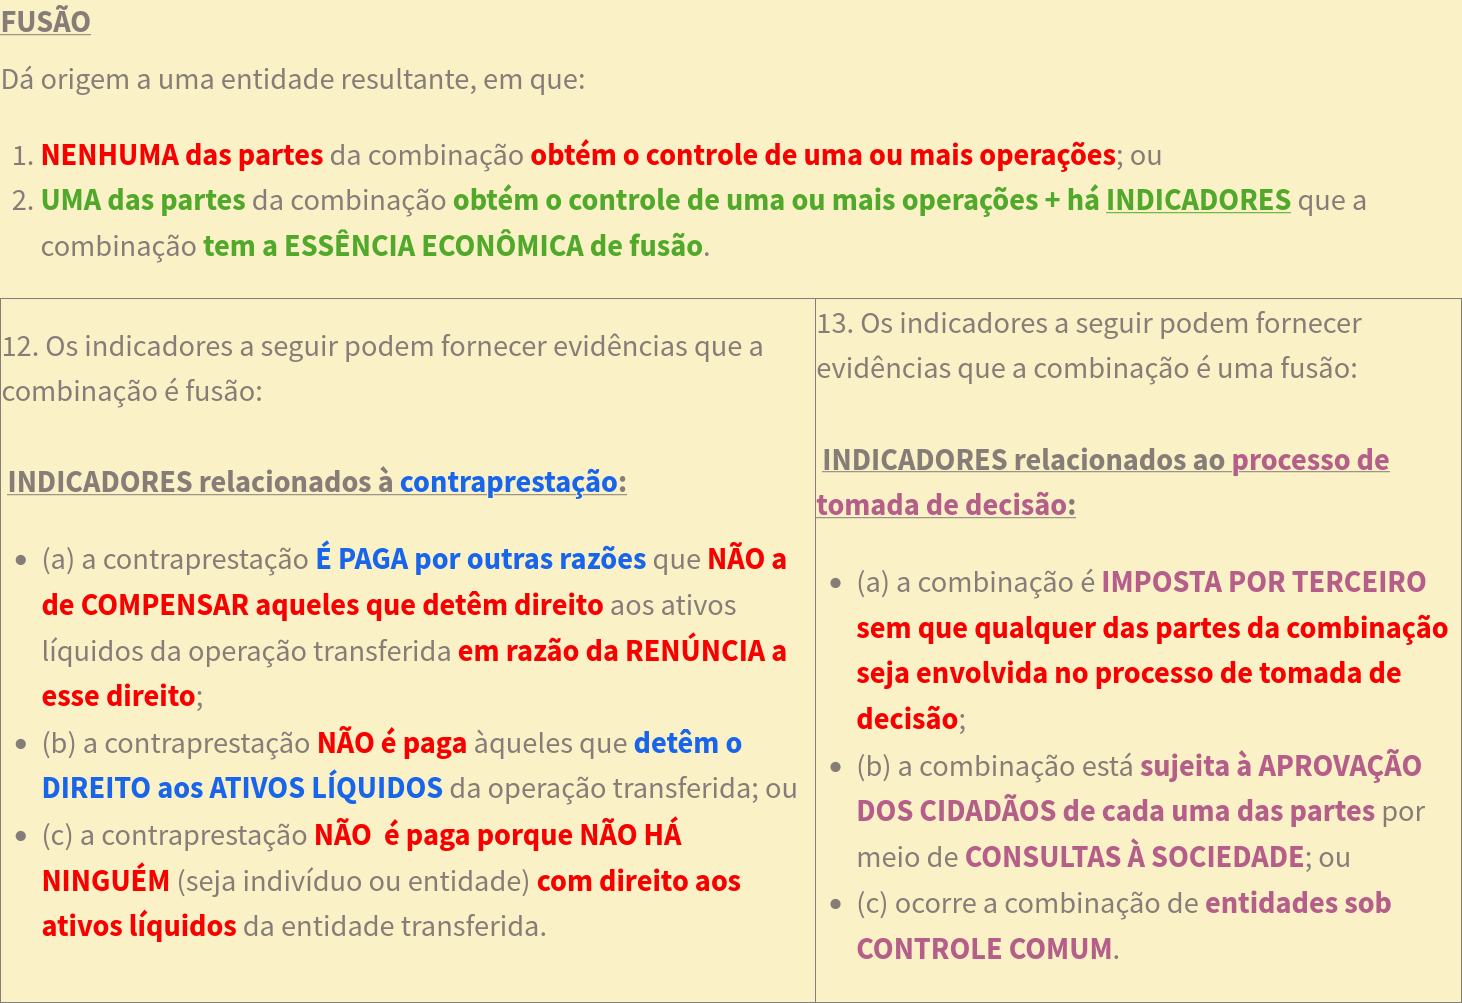 FUSÃO
Dá origem a uma entidade resultante, em que:
1. NENHUMA das partes da combinação obtém o controle de uma ou mais operações; ou
2. UMA das partes da combinação obtém o controle de uma ou mais operações + há INDICADORES que a
combinação tem a ESSÊNCIA ECONÔMICA de fusão.
12. Os indicadores a seguir podem fornecer evidências que a
combinação é fusão:
INDICADORES relacionados à contraprestação:
• (a) a contraprestação É PAGA por outras razões que NÃO a
de COMPENSAR aqueles que detêm direito aos ativos
líquidos da operação transferida em razão da RENÚNCIA a
esse direito;
• (b) a contraprestação NÃO é paga àqueles que detêm o
DIREITO aos ATIVOS LÍQUIDOS da operação transferida; ou
• (c) a contraprestação NÃO  é paga porque NÃO HÁ
NINGUÉM (seja indivíduo ou entidade) com direito aos
ativos líquidos da entidade transferida.
13. Os indicadores a seguir podem fornecer
evidências que a combinação é uma fusão:
INDICADORES relacionados ao processo de
tomada de decisão:
• (a) a combinação é IMPOSTA POR TERCEIRO
sem que qualquer das partes da combinação
seja envolvida no processo de tomada de
decisão;
• (b) a combinação está sujeita à APROVAÇÃO
DOS CIDADÃOS de cada uma das partes por
meio de CONSULTAS À SOCIEDADE; ou
• (c) ocorre a combinação de entidades sob
CONTROLE COMUM.